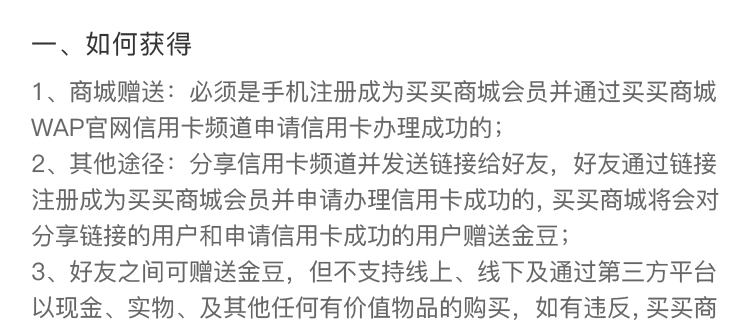 一、如何获得
1、商城赠送：必须是手机注册成为买买商城会员并通过买买商城
WAP官网信用卡频道申请信用卡办理成功的；
2、其他途径：分享信用卡频道并发送链接给好友，好友通过链接
注册成为买买商城会员并申请办理信用卡成功的, 买买商城将会对
分享链接的用户和申请信用卡成功的用户赠送金豆；
3、好友之间可赠送金豆，但不支持线上、线下及通过第三方平台
以现金、实物、及其他任何有价值物品的购买，如有违反, 买买商